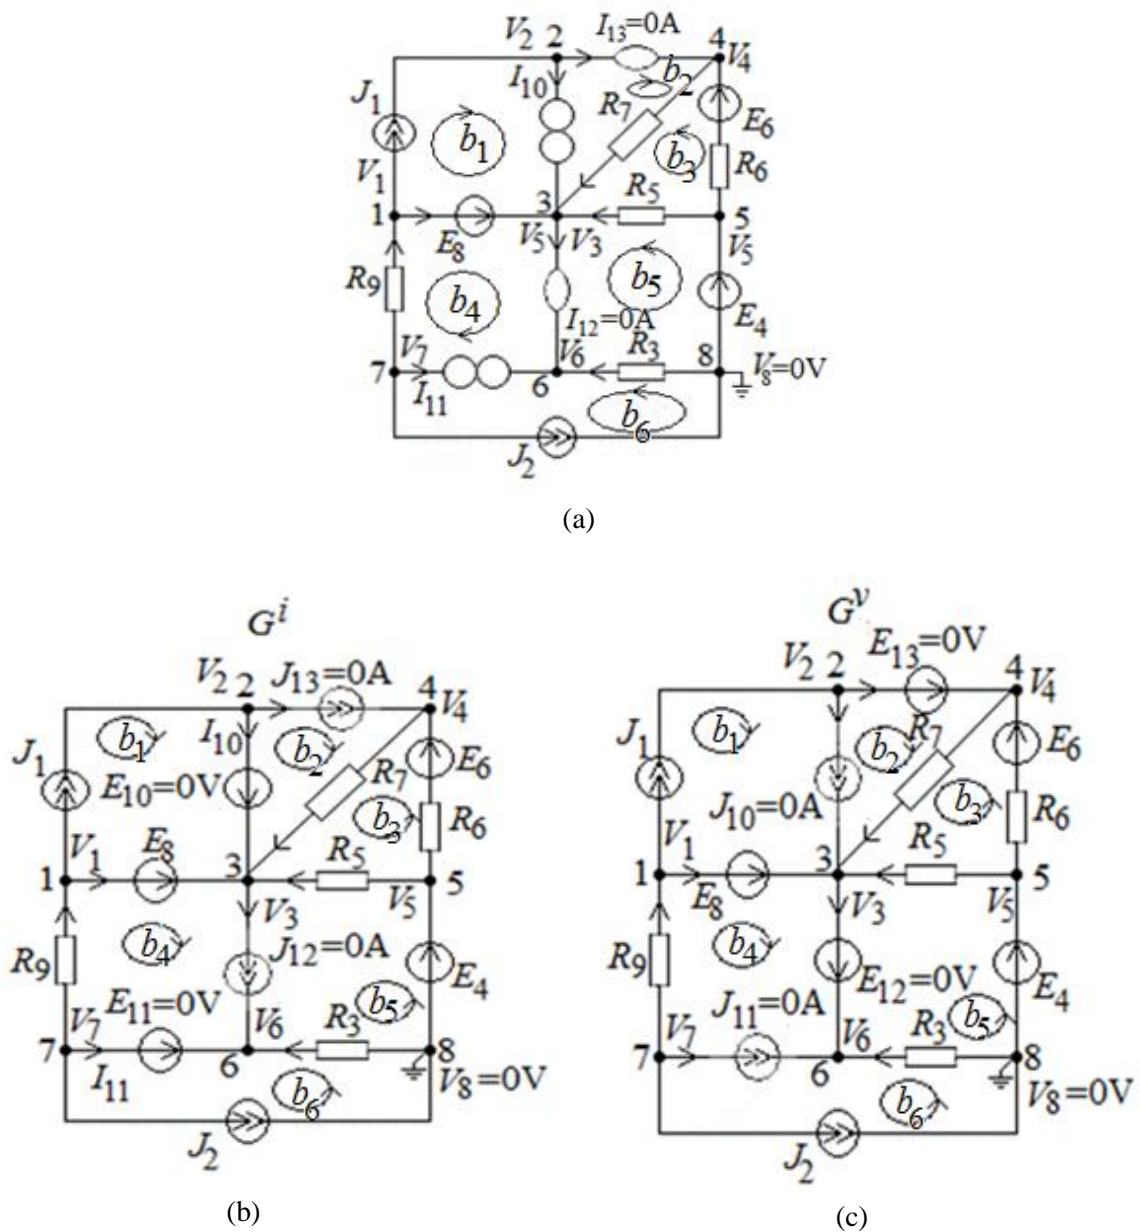 V2 2 I13=0A 4 V4
I10 b2
J1 R7 E6
b1 b3 R6
V1 R5
1 3 5
E8 V5 V3 V5
R9 b4 b5 E4
I12=0A
V7 V6 R3 8 V8=0V
7 I11 6
b6
J2
(a)
G^i
V2 2 J13=0A 4 V4
b1 I10 b2
J1 E10=0V R7 E6
b3 R6
V1 E8 R5
1 3 5
V3 V5
R9 b4 J12=0A
E11=0V b5 E4
V7 V6 R3
7 6 8
I11 V8=0V
b6
J2
(b)
G^v
E13=0V
V2 2 4 V4
b1 b2 R7
J1 E6
J10=0A b3 R6
V1 R5
1 3 5
E8 V3 V5
R9 b4 E12=0V E4
J11=0A b5
V7 V6 R3
7 6 8
b6 V8=0V
J2
(c)